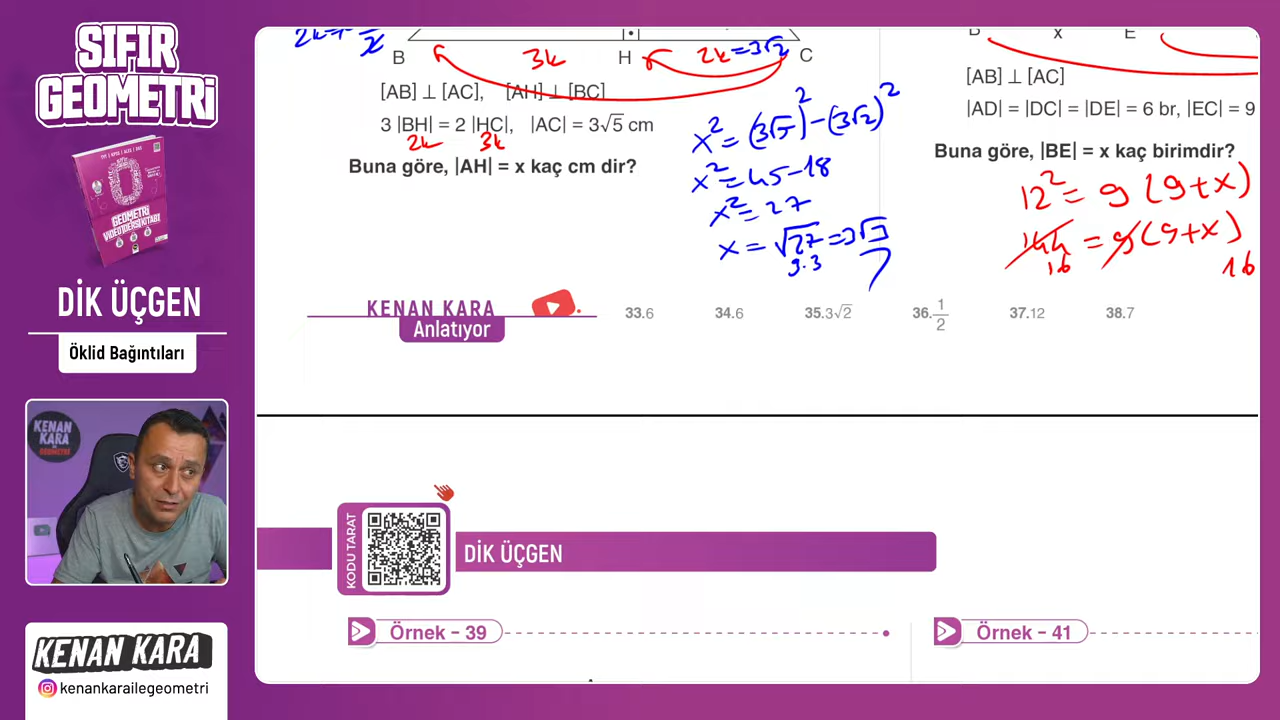 SIFIR
GEOMETRİ
DİK ÜÇGEN
Öklid Bağıntıları
KENAN KARA
kenankarailegeometri
B 3k H 2k = 3√2 C
[AB] ⊥ [AC], [AH] ⊥ [BC]
3 |BH| = 2 |HC|, |AC| = 3√5 cm
2k 3k
Buna göre, |AH| = x kaç cm dir?
x² = (3√5)² - (3√2)²
x² = 45 - 18
x² = 27
x = √27 = 3√3
9.3
x E
[AB] ⊥ [AC]
|AD| = |DC| = |DE| = 6 br, |EC| = 9
Buna göre, |BE| = x kaç birimdir?
12² = 9 (9+x)
144 = 9 (9+x)
16 16
KENAN KARA
Anlatıyor
33.6 34.6 35.3√2 36.1/2 37.12 38.7
KODU TARAT
DİK ÜÇGEN
Örnek – 39
Örnek – 41